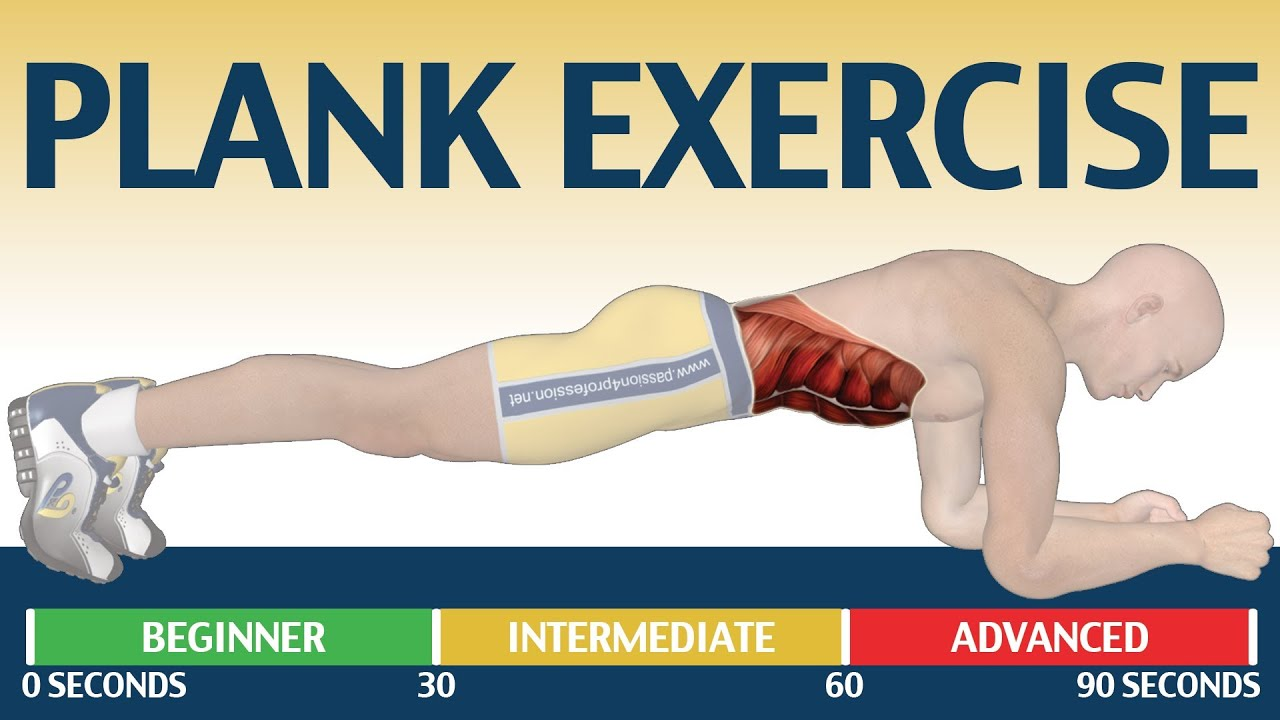 PLANK EXERCISE
www.passion4profession.net
BEGINNER INTERMEDIATE ADVANCED
0 SECONDS 30 60 90 SECONDS